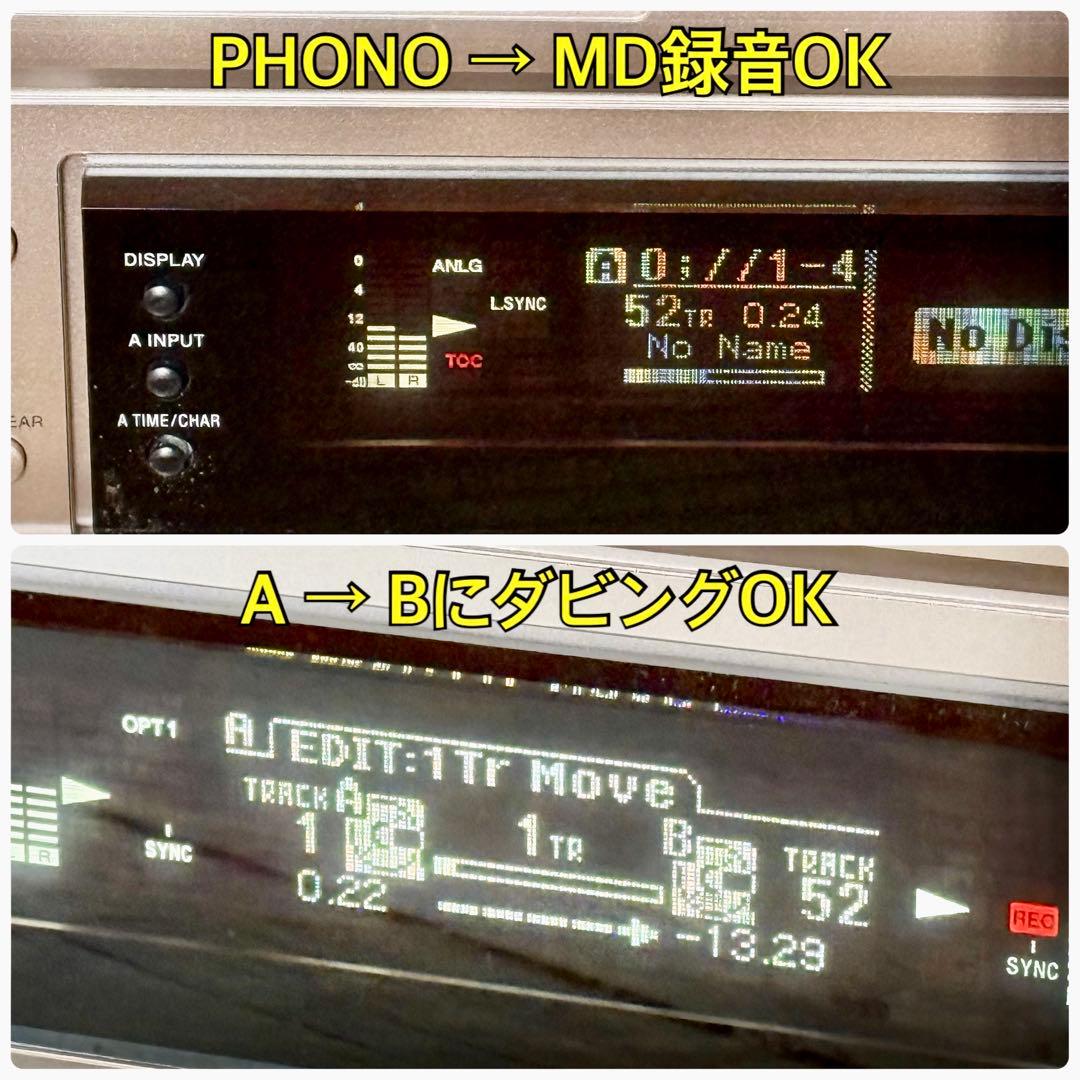 PHONO → MD録音OK
DISPLAY
A INPUT
A TIME/CHAR
EAR
0
4
12
40
∞
L R
ANLG
L.SYNC
TOC
A 0://1-4
52TR 0.24
No Name
No Di
A → BにダビングOK
OPT1
SYNC
R
A EDIT:1Tr Move
TRACK A
1
0.22
1TR
B
TRACK
52
-13.29
REC
SYNC